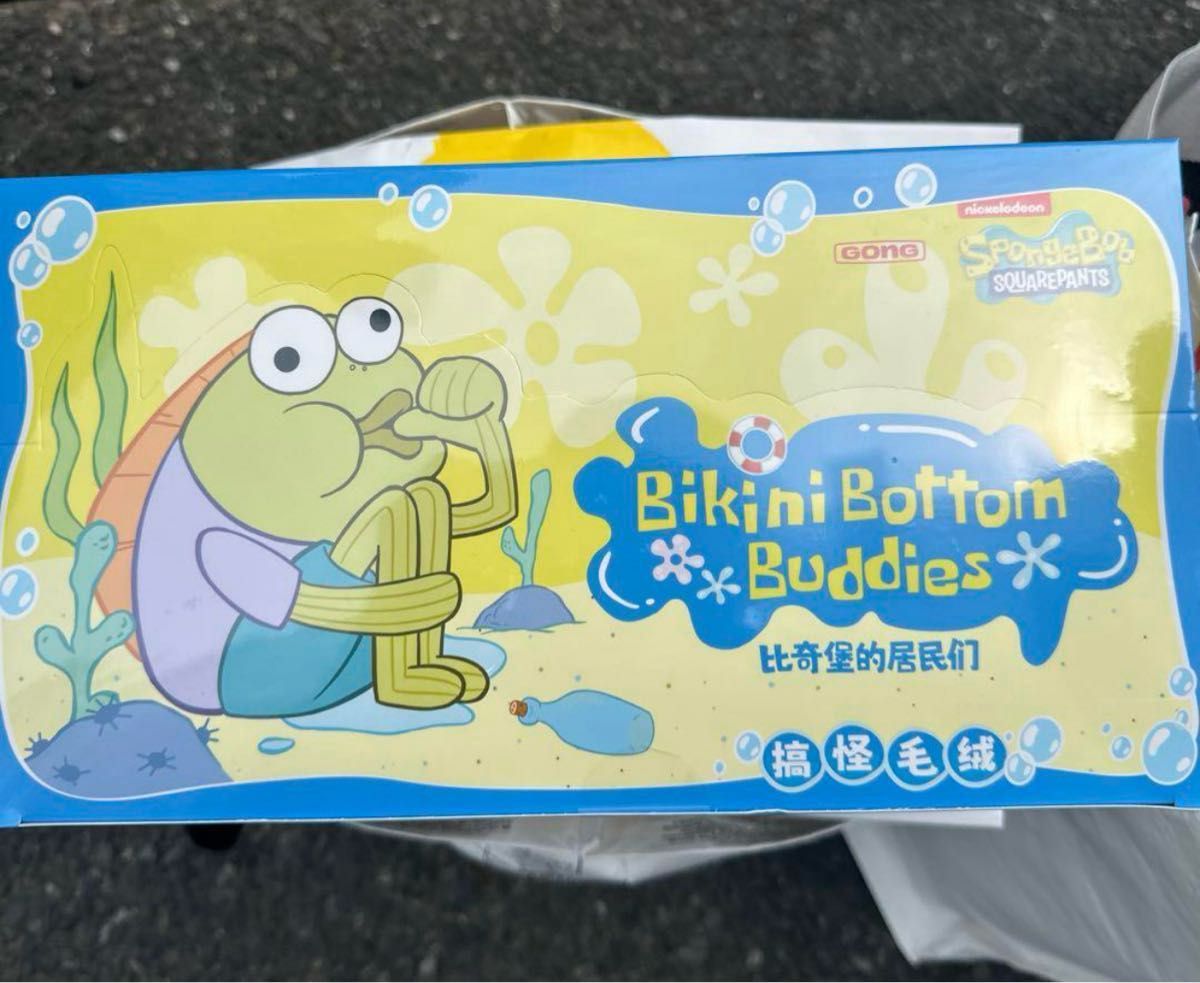 nickelodeon
GONG
SpongeBob
SQUAREPANTS
Bikini Bottom
Buddies
比奇堡的居民们
搞怪毛绒